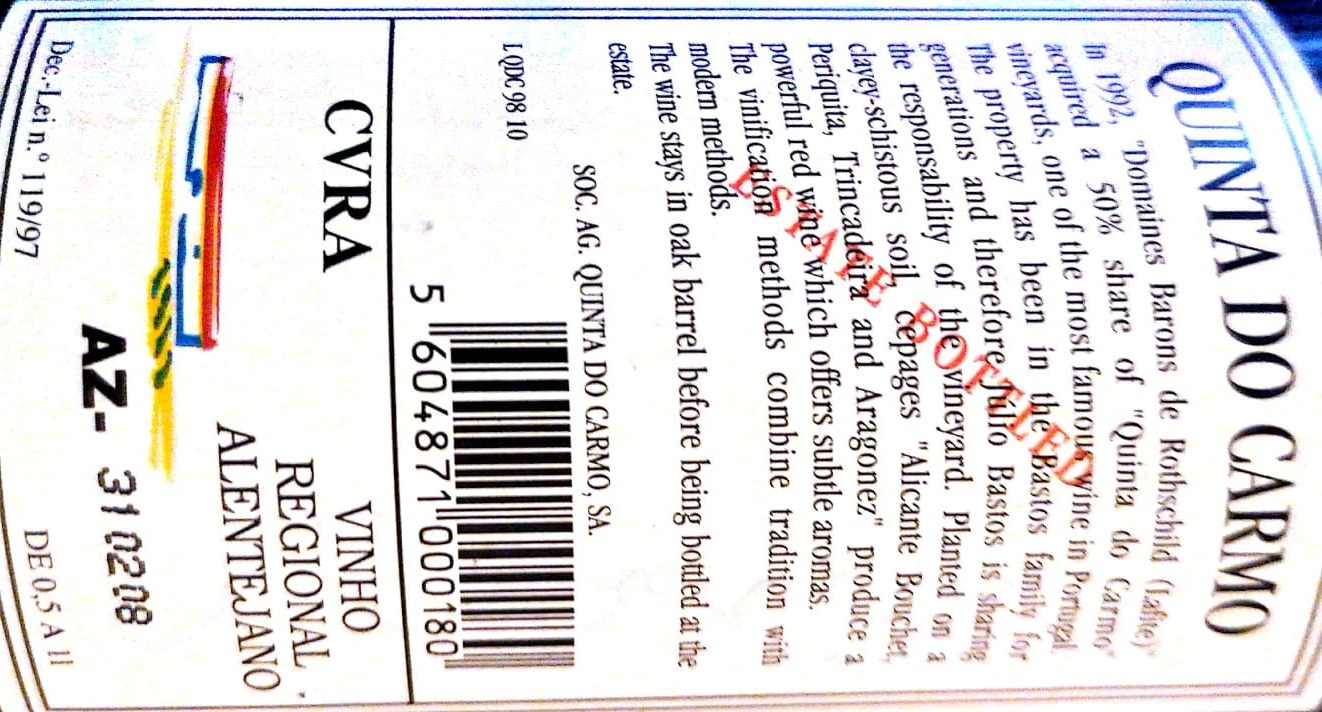 QUINTA DO CARMO
In 1992, "Domaines Barons de Rothschild (Lafite)"
acquired a 50% share of "Quinta do Carmo"
vineyards, one of the most famous wine in Portugal.
The property has been in the Bastos family for
generations and therefore Júlio Bastos is sharing
the responsability of the vineyard. Planted on a
clayey-schistous soil, cepages "Alicante Bouchet,
Periquita, Trincadeira and Aragonez" produce a
powerful red wine which offers subtle aromas.
The vinification methods combine tradition with
modern methods.
The wine stays in oak barrel before being bottled at the
estate.
ESTATE BOTTLED
SOC. AG. QUINTA DO CARMO, SA.
LQDC98 10
5 604871 000180
CVRA
VINHO
REGIONAL
ALENTEJANO
AZ- 310208
Dec.-Lei n.º 119/97
DE 0,5 A 1l